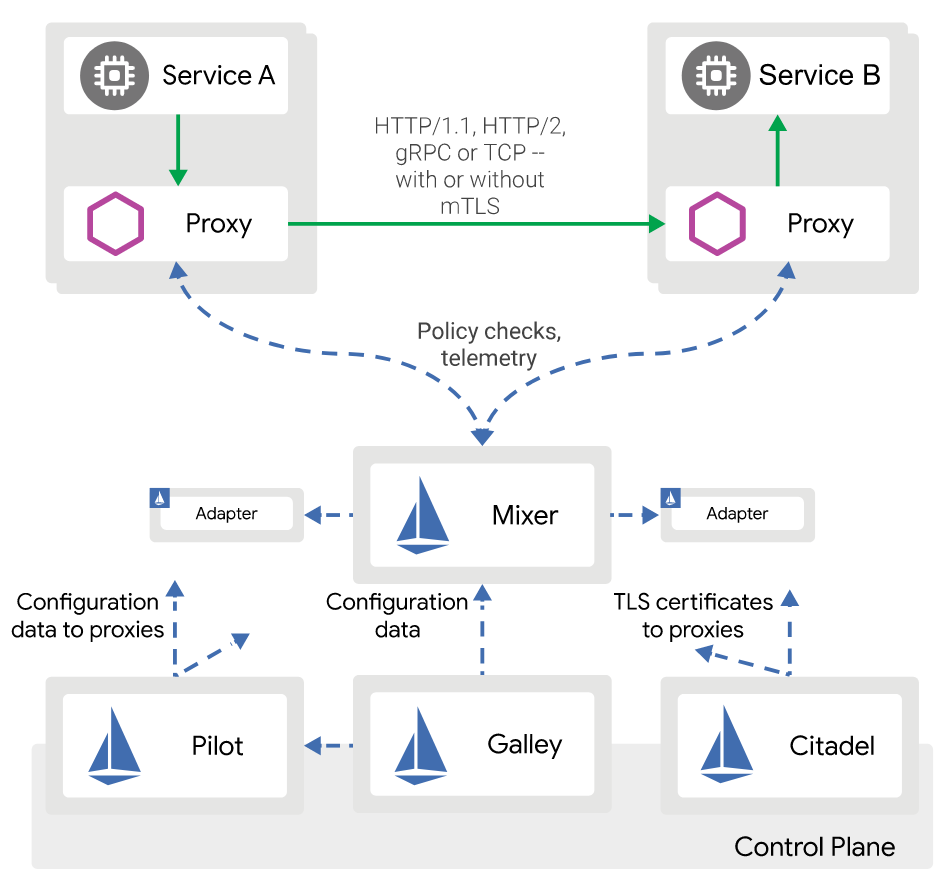 Service A
Service B
HTTP/1.1, HTTP/2,
gRPC or TCP --
with or without
mTLS
Proxy
Proxy
Policy checks,
telemetry
Adapter
Mixer
Adapter
Configuration
data to proxies
Configuration
data
TLS certificates
to proxies
Pilot
Galley
Citadel
Control Plane